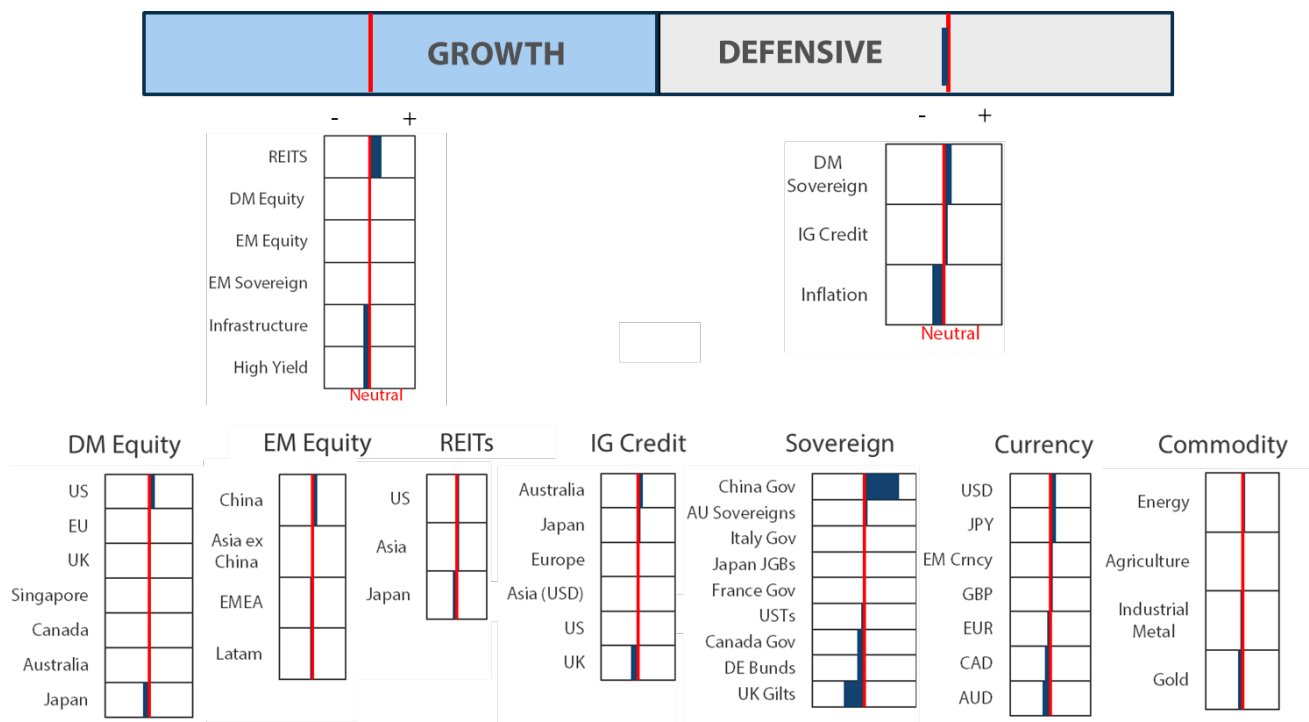 GROWTH
DEFENSIVE
- +
REITS
DM Equity
EM Equity
EM Sovereign
Infrastructure
High Yield
Neutral
- +
DM
Sovereign
IG Credit
Inflation
Neutral
DM Equity
US
EU
UK
Singapore
Canada
Australia
Japan
EM Equity
China
Asia ex
China
EMEA
Latam
REITs
US
Asia
Japan
IG Credit
Australia
Japan
Europe
Asia (USD)
US
UK
Sovereign
China Gov
AU Sovereigns
Italy Gov
Japan JGBs
France Gov
USTs
Canada Gov
DE Bunds
UK Gilts
Currency
USD
JPY
EM Crncy
GBP
EUR
CAD
AUD
Commodity
Energy
Agriculture
Industrial
Metal
Gold